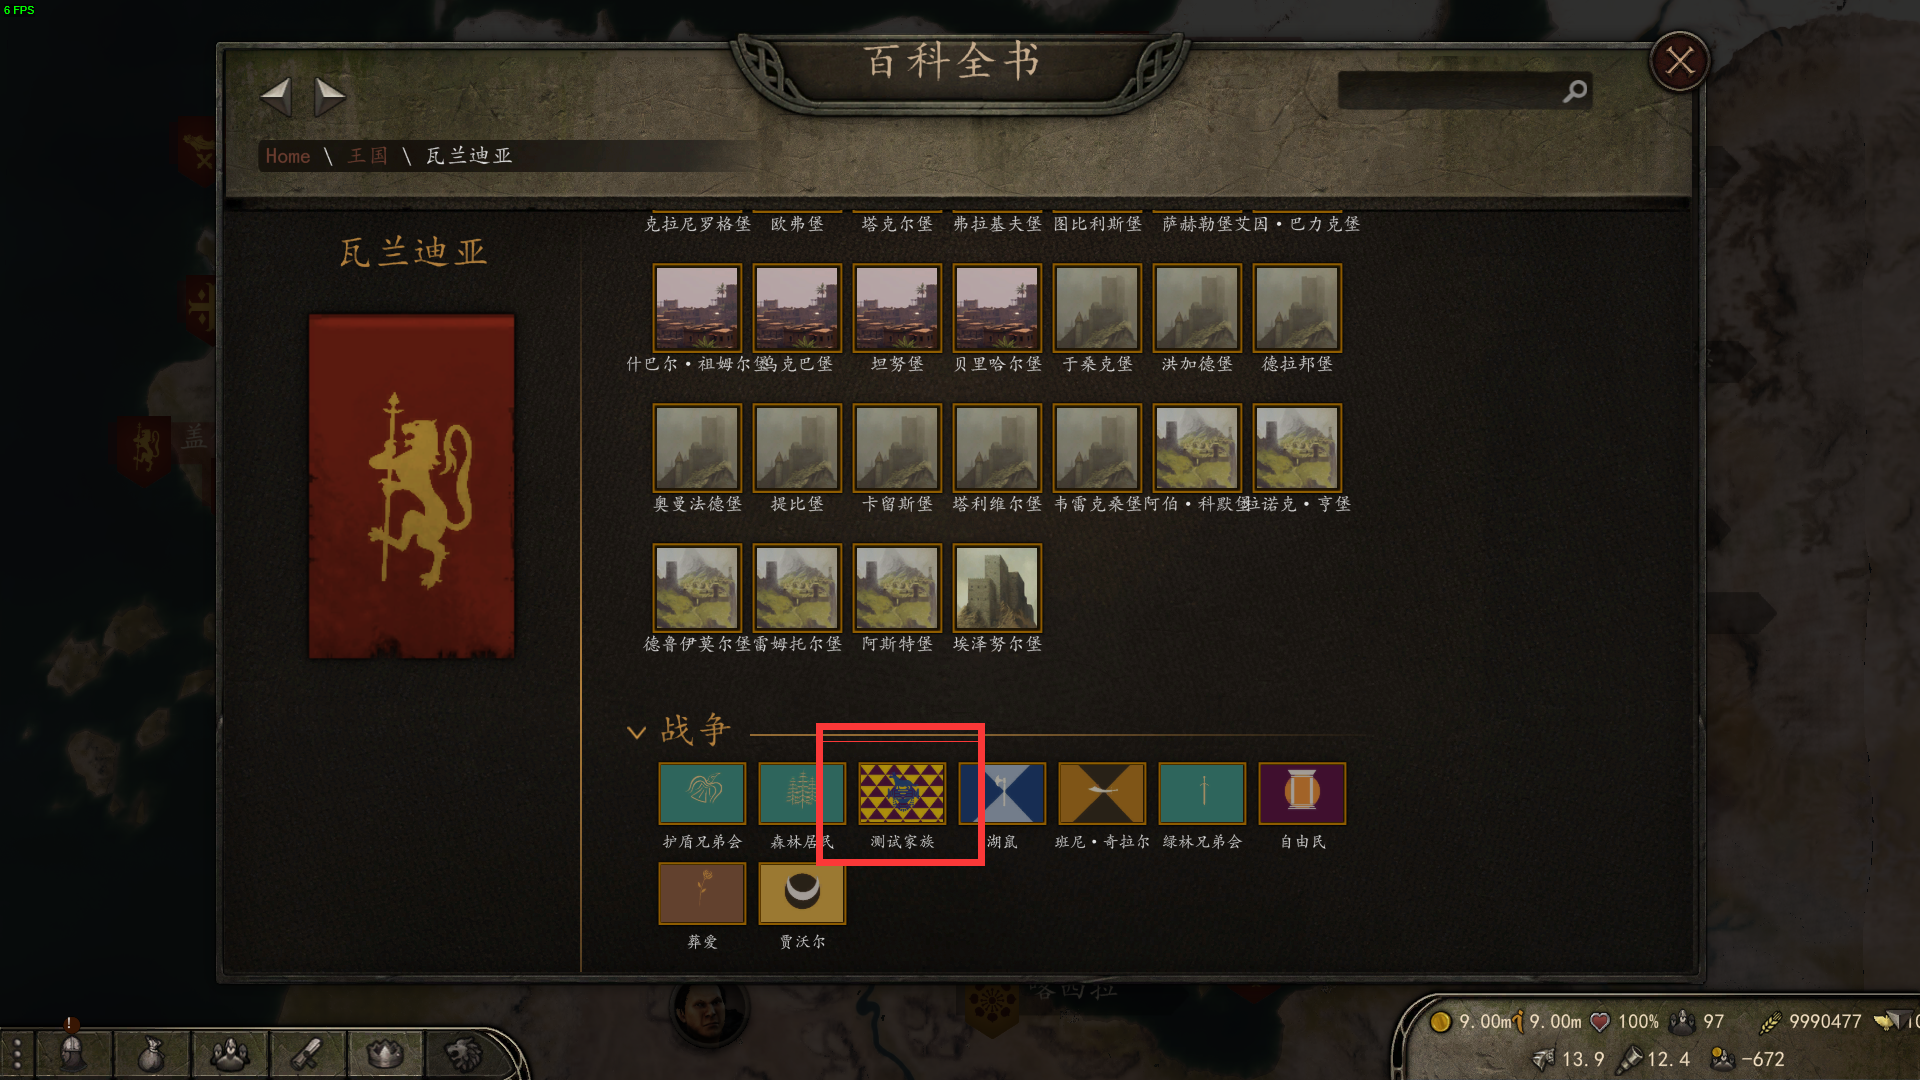 6 FPS
百科全书
Home \ 王国 \ 瓦兰迪亚
瓦兰迪亚
克拉尼罗格堡 欧弗堡 塔克尔堡 弗拉基夫堡 图比利斯堡 萨赫勒堡 艾因·巴力克堡
什巴尔·祖姆尔堡 乌克巴堡 坦努堡 贝里哈尔堡 于桑克堡 洪加德堡 德拉邦堡
奥曼法德堡 提比堡 卡留斯堡 塔利维尔堡 韦雷克桑堡 阿伯·科默堡 拉诺克·亨堡
德鲁伊莫尔堡 雷姆托尔堡 阿斯特堡 埃泽努尔堡
战争
护盾兄弟会 森林居民 测试家族 湖鼠 班尼·奇拉尔 绿林兄弟会 自由民
葬爱 贾沃尔
盖
喀西拉
9.00m 9.00m 100% 97 9990477
13.9 12.4 -672